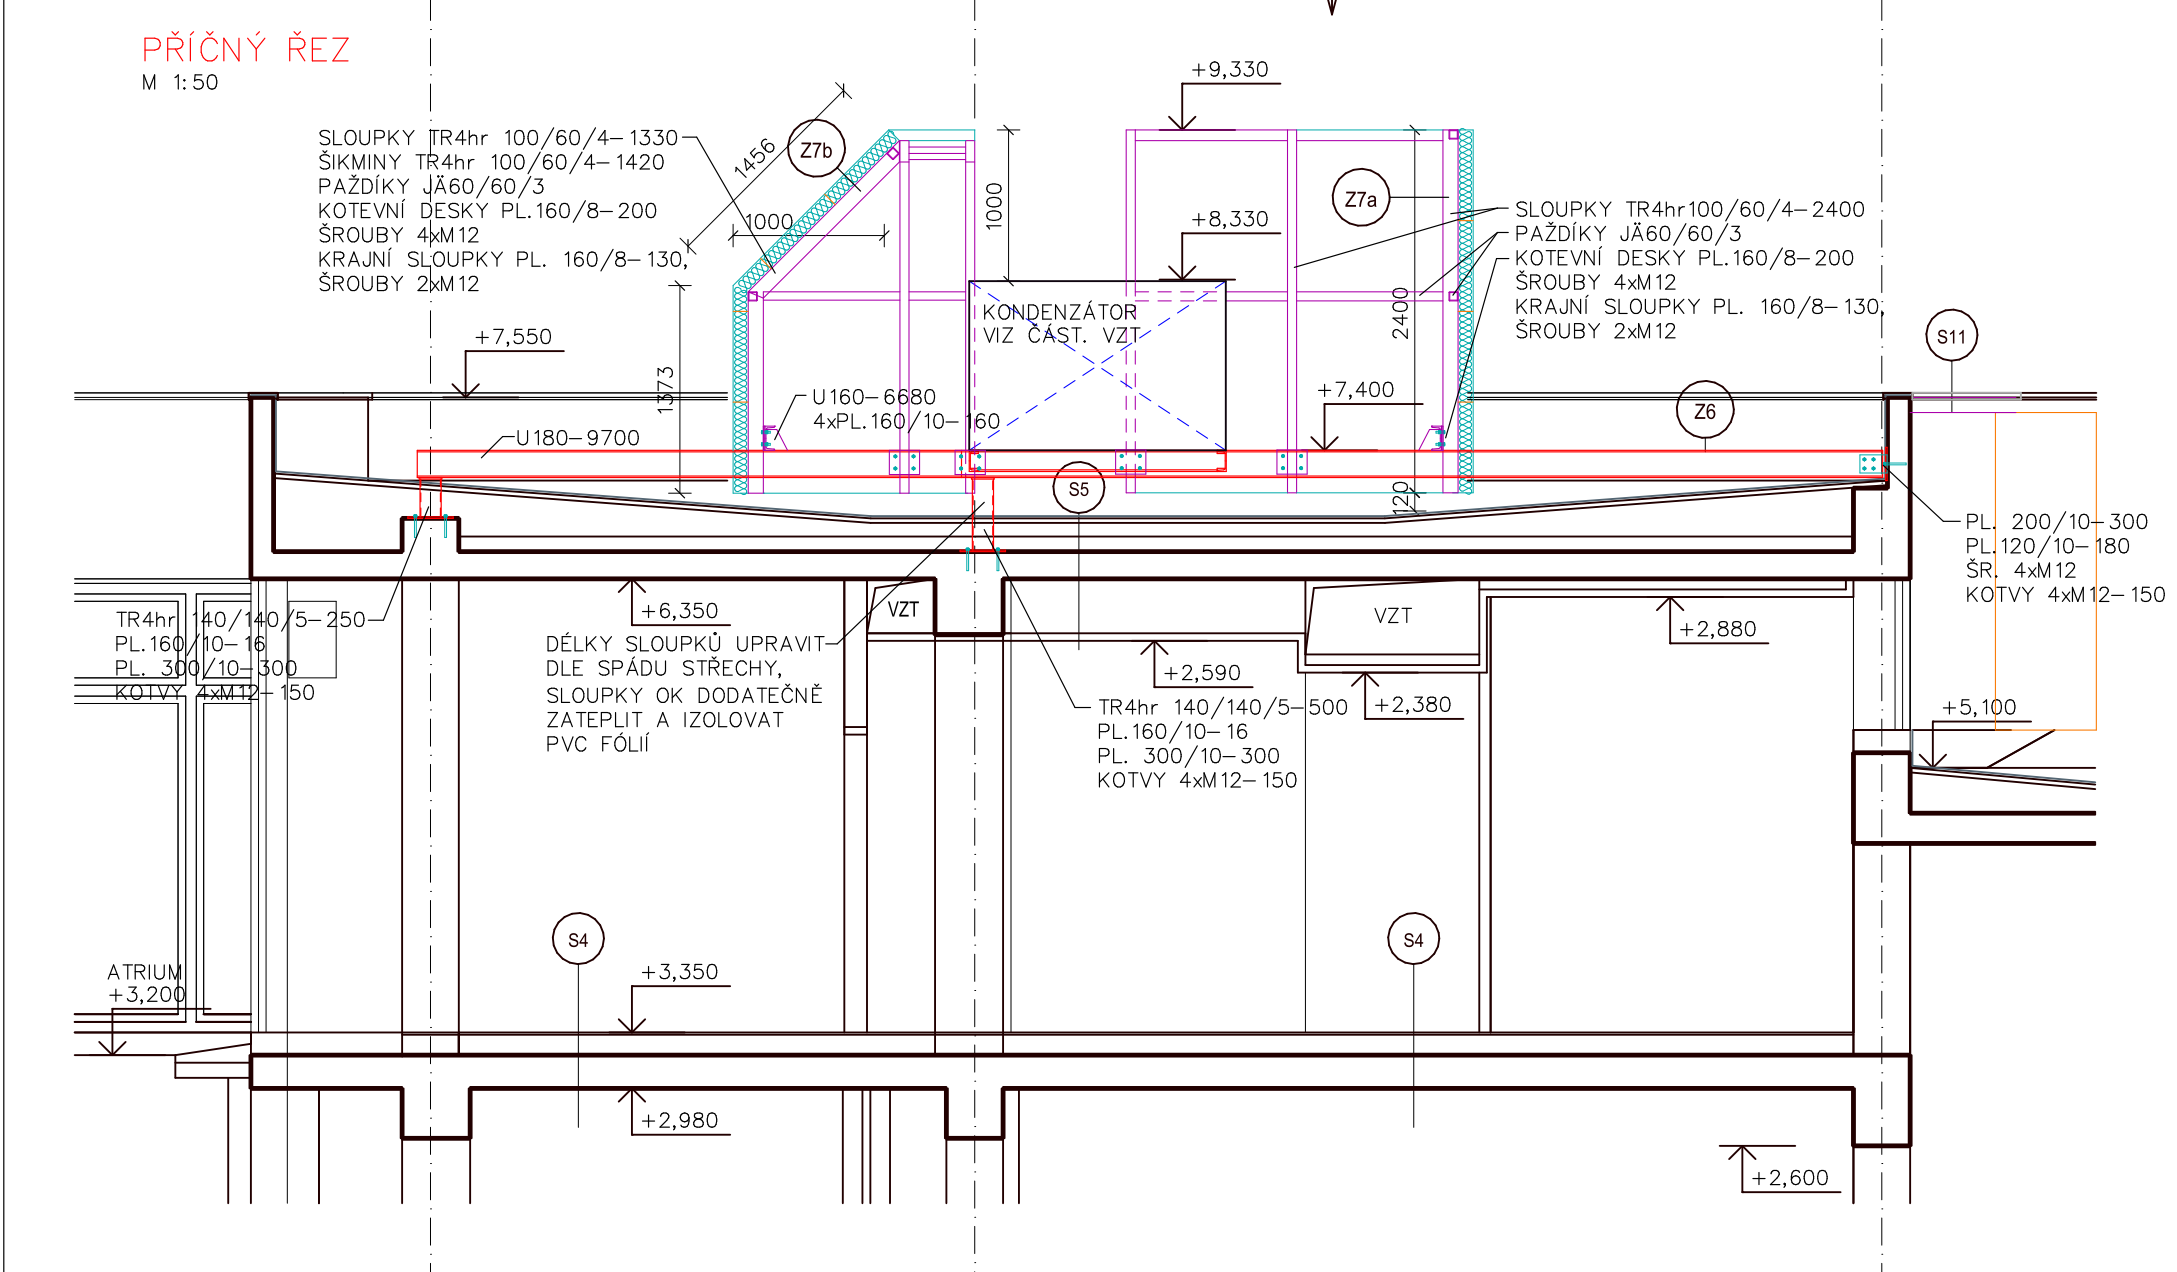 PŘÍČNÝ ŘEZ
M 1:50
SLOUPKY TR4hr 100/60/4-1330
ŠIKMINY TR4hr 100/60/4-1420
PAŽDÍKY JÄ60/60/3
KOTEVNÍ DESKY PL.160/8-200
ŠROUBY 4xM12
KRAJNÍ SLOUPKY PL. 160/8-130,
ŠROUBY 2xM12
1456
Z7b
1000
1000
+9,330
+8,330
Z7a
SLOUPKY TR4hr100/60/4-2400
PAŽDÍKY JÄ60/60/3
KOTEVNÍ DESKY PL.160/8-200
ŠROUBY 4xM12
KRAJNÍ SLOUPKY PL. 160/8-130,
ŠROUBY 2xM12
S11
KONDENZÁTOR
VIZ ČÁST. VZT
2400
+7,550
1373
U160-6680
4xPL.160/10-160
+7,400
Z6
U180-9700
S5
120
PL. 200/10-300
PL.120/10-180
ŠR. 4xM12
KOTVY 4xM12-150
TR4hr 140/140/5-250
PL.160/10-16
PL. 300/10-300
KOTVY 4xM12-150
+6,350
VZT
VZT
+2,880
DÉLKY SLOUPKŮ UPRAVIT
DLE SPÁDU STŘECHY,
SLOUPKY OK DODATEČNĚ
ZATEPLIT A IZOLOVAT
PVC FÓLIÍ
+2,590
+2,380
TR4hr 140/140/5-500
PL.160/10-16
PL. 300/10-300
KOTVY 4xM12-150
+5,100
S4
S4
ATRIUM
+3,200
+3,350
+2,980
+2,600